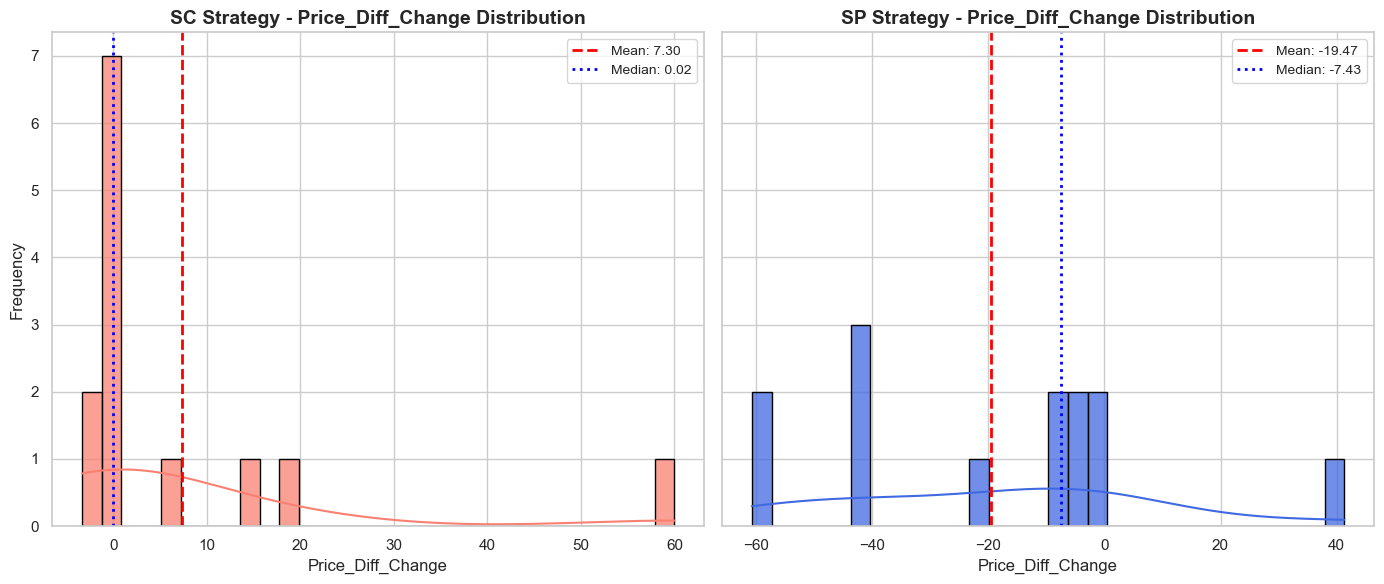 SC Strategy - Price_Diff_Change Distribution
Mean: 7.30
Median: 0.02
Frequency
7
6
5
4
3
2
1
0
0 10 20 30 40 50 60
Price_Diff_Change
SP Strategy - Price_Diff_Change Distribution
Mean: -19.47
Median: -7.43
−60 −40 −20 0 20 40
Price_Diff_Change